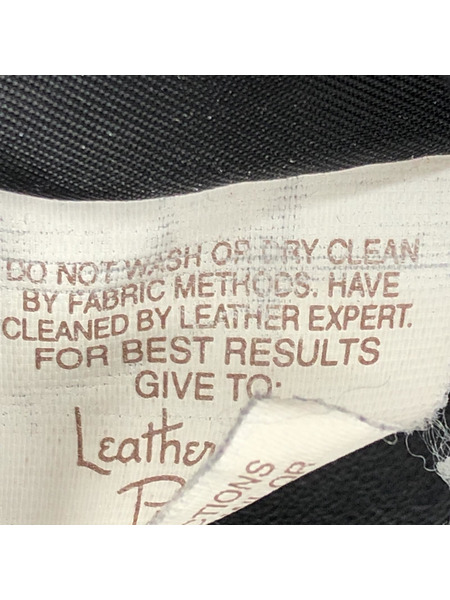 DO NOT WASH OR DRY CLEAN
BY FABRIC METHODS. HAVE
CLEANED BY LEATHER EXPERT.
FOR BEST RESULTS
GIVE TO:
Leather